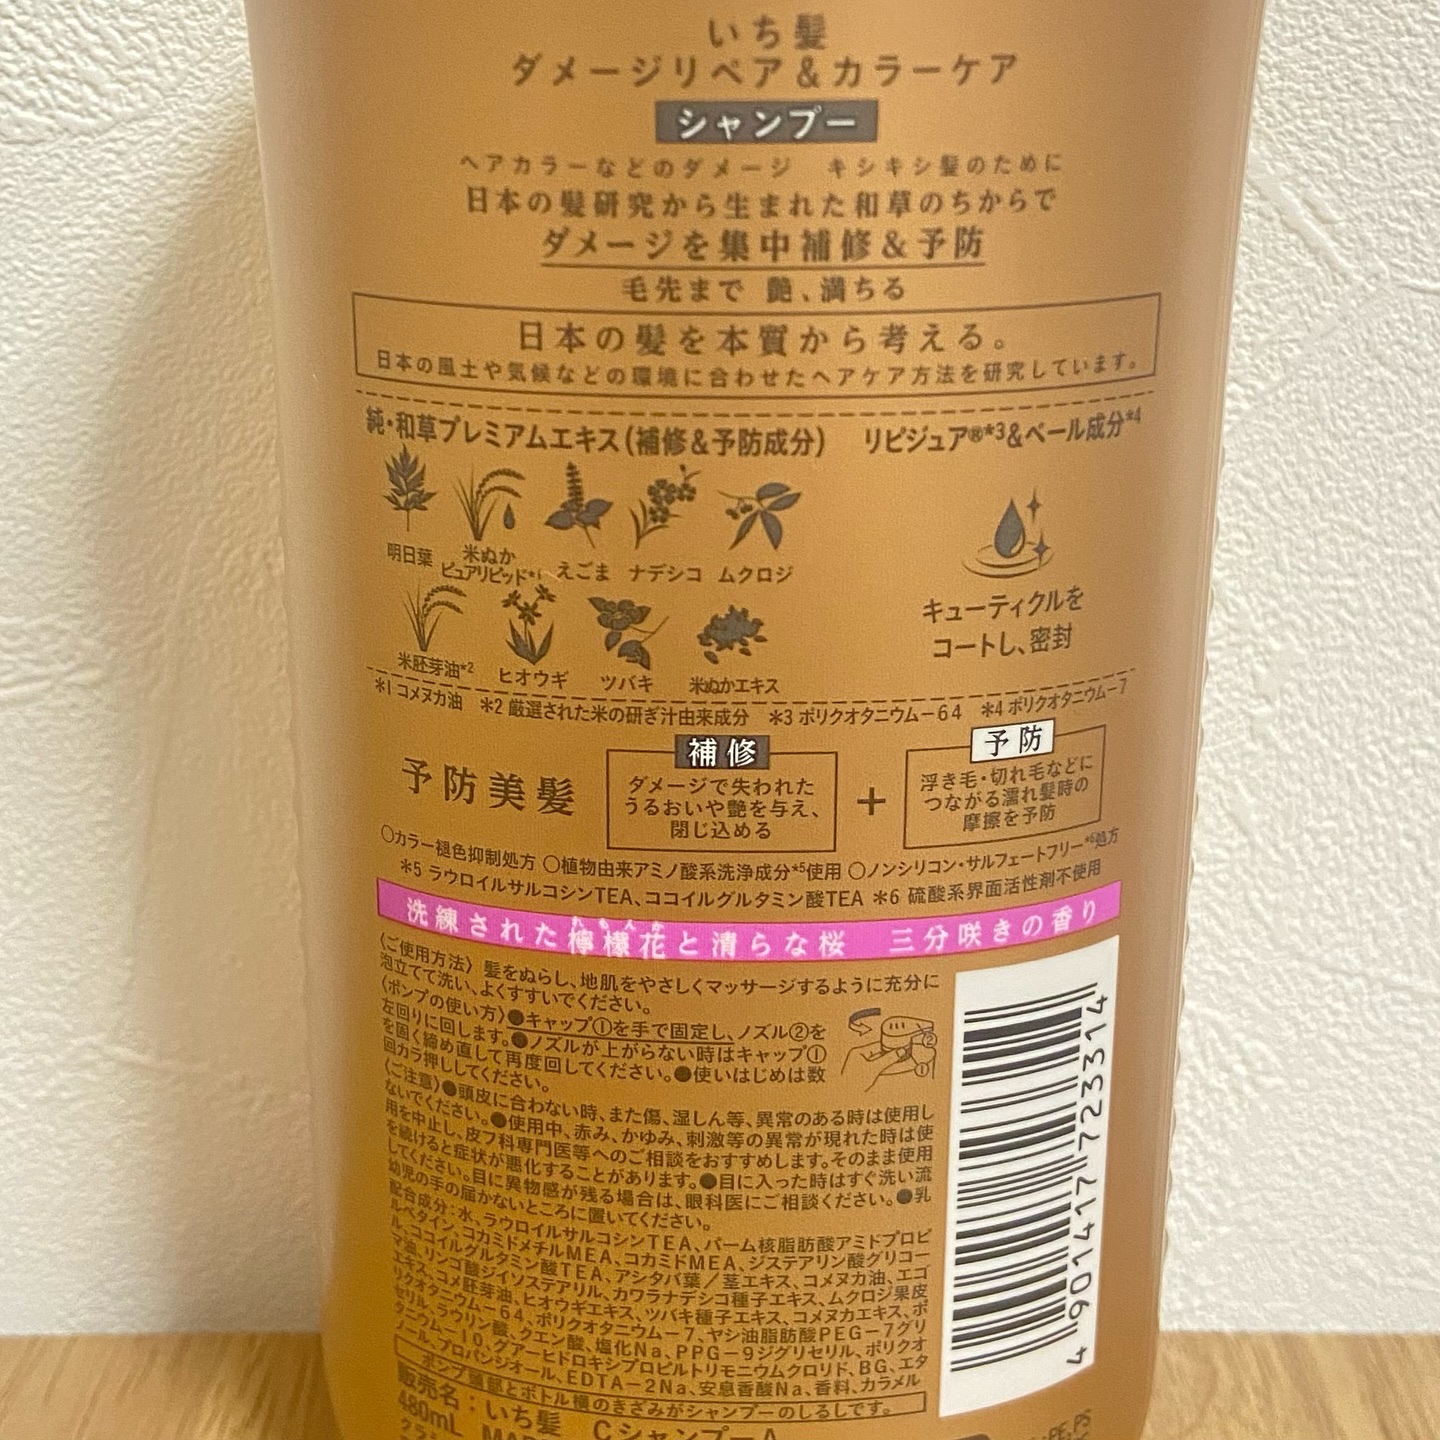 いち髪
ダメージリペア＆カラーケア
シャンプー
ヘアカラーなどのダメージ　キシキシ髪のために
日本の髪研究から生まれた和草のちからで
ダメージを集中補修＆予防
毛先まで 艶、満ちる
日本の髪を本質から考える。
日本の風土や気候などの環境に合わせたヘアケア方法を研究しています。
純・和草プレミアムエキス(補修＆予防成分)　リピジュア®*3＆ベール成分*4
明日葉
米ぬか
ピュアリピッド*1
えごま
ナデシコ
ムクロジ
米胚芽油*2
ヒオウギ
ツバキ
米ぬかエキス
キューティクルを
コートし、密封
*1 コメヌカ油　*2 厳選された米の研ぎ汁由来成分　*3 ポリクオタニウム－64　*4 ポリクオタニウム－7
予防美髪
補修
ダメージで失われた
うるおいや艶を与え、
閉じ込める
＋
予防
浮き毛・切れ毛などに
つながる濡れ髪時の
摩擦を予防
○カラー褪色抑制処方 ○植物由来アミノ酸系洗浄成分*5使用 ○ノンシリコン・サルフェートフリー*6処方
*5 ラウロイルサルコシンTEA、ココイルグルタミン酸TEA *6 硫酸系界面活性剤不使用
洗練された檸檬花と清らな桜　三分咲きの香り
〈ご使用方法〉髪をぬらし、地肌をやさしくマッサージするように充分に
泡立てて洗い、よくすすいでください。
〈ポンプの使い方〉●キャップ①を手で固定し、ノズル②を
左回りに回します。●ノズルが上がらない時はキャップ①
を固く締め直して再度回してください。●使いはじめは数
回カラ押ししてください。
② ①
〈ご注意〉●頭皮に合わない時、また傷、湿しん等、異常のある時は使用し
ないでください。●使用中、赤み、かゆみ、刺激等の異常が現れた時は使
用を中止し、皮フ科専門医等へのご相談をおすすめします。そのまま使用
を続けると症状が悪化することがあります。●目に入った時はすぐ洗い流
してください。目に異物感が残る場合は、眼科医にご相談ください。●乳
幼児の手の届かないところに置いてください。
配合成分：水、ラウロイルサルコシンTEA、パーム核脂肪酸アミドプロピ
ルベタイン、コカミドメチルMEA、コカミドMEA、ジステアリン酸グリコー
ル、ココイルグルタミン酸TEA、アシタバ葉／茎エキス、コメヌカ油、エゴ
マ油、リンゴ酸ジイソステアリル、カワラナデシコ種子エキス、ムクロジ果皮
エキス、コメ胚芽油、ヒオウギエキス、ツバキ種子エキス、コメヌカエキス、ポ
リクオタニウム－64、ポリクオタニウム－7、ヤシ油脂肪酸PEG－7グリ
セリル、ラウリン酸、クエン酸、塩化Na、PPG－9ジグリセリル、ポリクオ
タニウム－10、グアーヒドロキシプロピルトリモニウムクロリド、BG、エタ
ノール、プロパンジオール、EDTA－2Na、安息香酸Na、香料、カラメル
ポンプ頭部とボトル横のきざみがシャンプーのしるしです。
販売名：いち髪　CシャンプーA
480mL
4 901417 723314
PE, PS